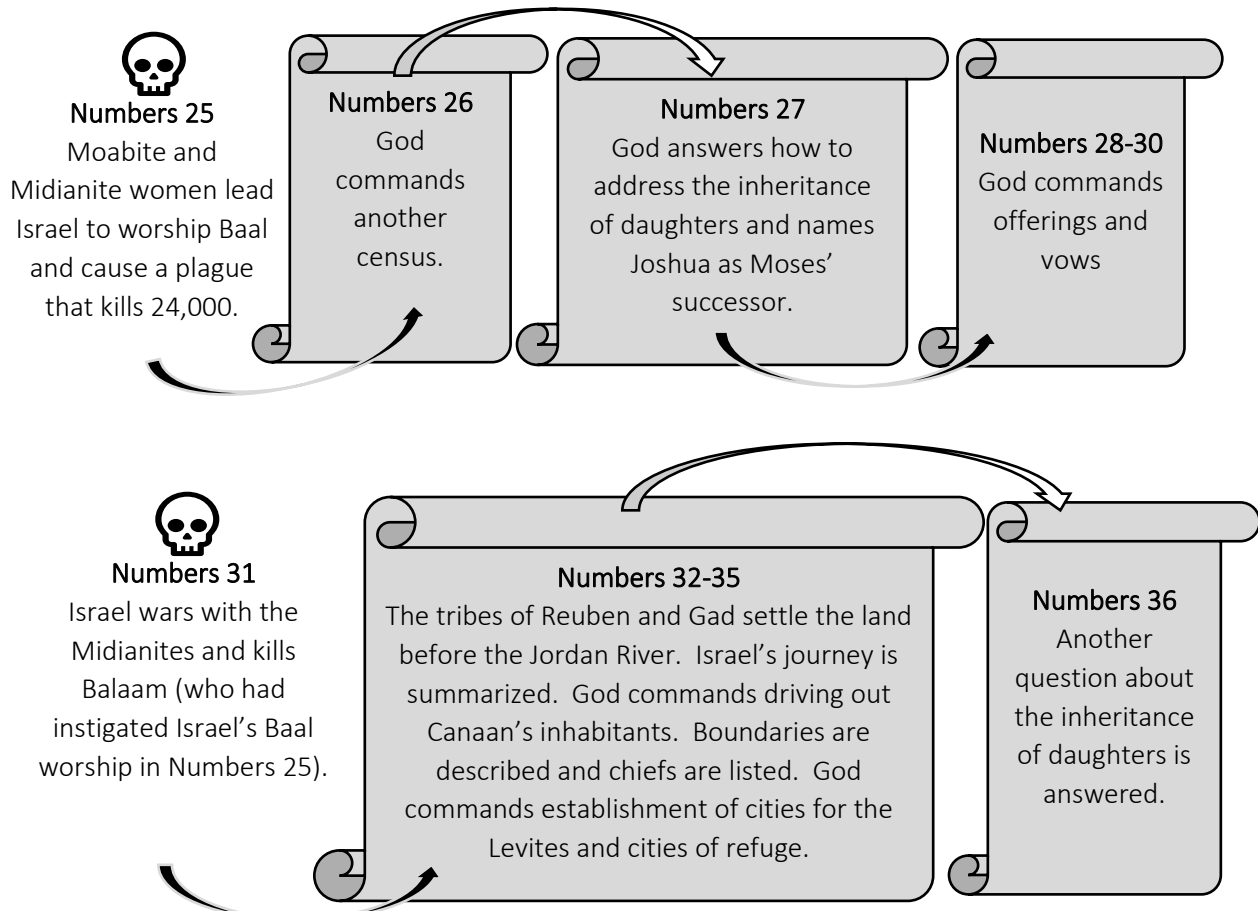 Numbers 25
Moabite and
Midianite women lead
Israel to worship Baal
and cause a plague
that kills 24,000.
Numbers 26
God
commands
another
census.
Numbers 27
God answers how to
address the inheritance
of daughters and names
Joshua as Moses’
successor.
Numbers 28-30
God commands
offerings and
vows
Numbers 31
Israel wars with the
Midianites and kills
Balaam (who had
instigated Israel’s Baal
worship in Numbers 25).
Numbers 32-35
The tribes of Reuben and Gad settle the land
before the Jordan River.  Israel’s journey is
summarized.  God commands driving out
Canaan’s inhabitants.  Boundaries are
described and chiefs are listed.  God
commands establishment of cities for the
Levites and cities of refuge.
Numbers 36
Another
question about
the inheritance
of daughters is
answered.